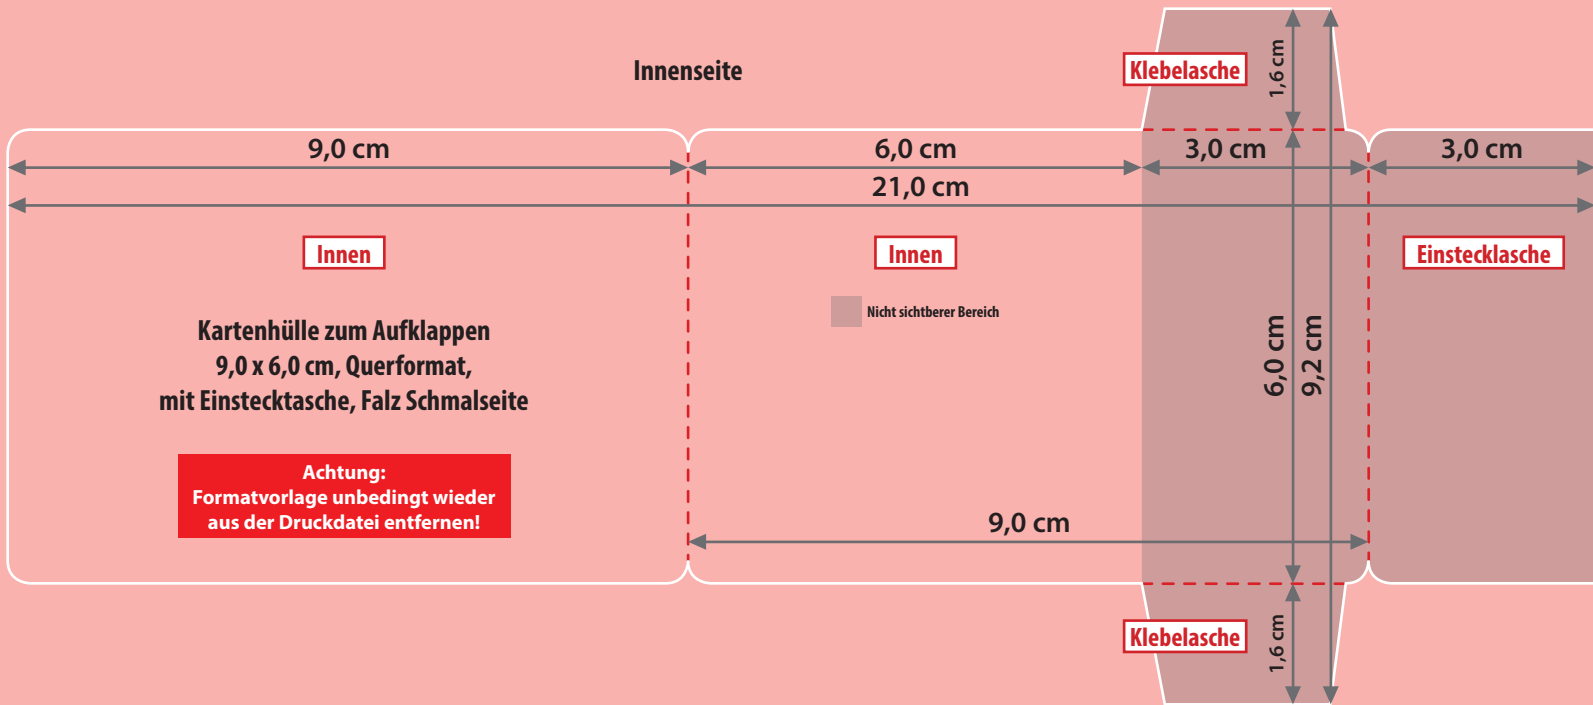 Innenseite
Klebelasche
1,6 cm
9,0 cm
6,0 cm
3,0 cm
3,0 cm
21,0 cm
Innen
Innen
Einstecklasche
Nicht sichtberer Bereich
Kartenhülle zum Aufklappen
9,0 x 6,0 cm, Querformat,
mit Einstecktasche, Falz Schmalseite
6,0 cm
9,2 cm
Achtung:
Formatvorlage unbedingt wieder
aus der Druckdatei entfernen!
9,0 cm
Klebelasche
1,6 cm